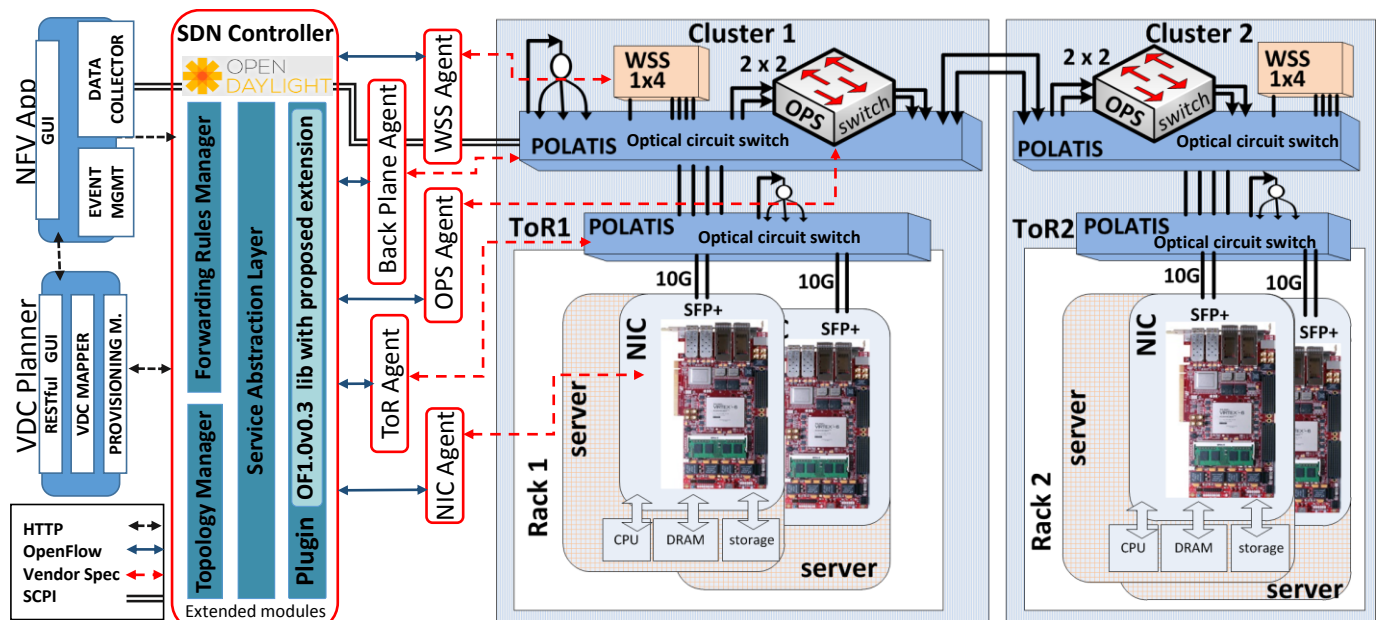 NFV App
GUI
DATA
COLLECTOR
EVENT
MGMT
VDC Planner
RESTful GUI
VDC MAPPER
PROVISIONING M.
HTTP
OpenFlow
Vendor Spec
SCPI
SDN Controller
OPEN
DAYLIGHT
Forwarding Rules Manager
Topology Manager
Service Abstraction Layer
Plugin
OF1.0v0.3 lib with proposed extension
Extended modules
WSS Agent
Back Plane Agent
OPS Agent
ToR Agent
NIC Agent
Cluster 1
WSS
1x4
2 x 2
OPS
switch
POLATIS
Optical circuit switch
ToR1
POLATIS
Optical circuit switch
10G
10G
SFP+
SFP+
NIC
C
server
Rack 1
CPU
DRAM
storage
server
Cluster 2
2 x 2
WSS
1x4
OPS
switch
POLATIS
Optical circuit switch
ToR2
POLATIS
Optical circuit switch
10G
10G
SFP+
SFP+
NIC
server
Rack 2
CPU
DRAM
storage
server